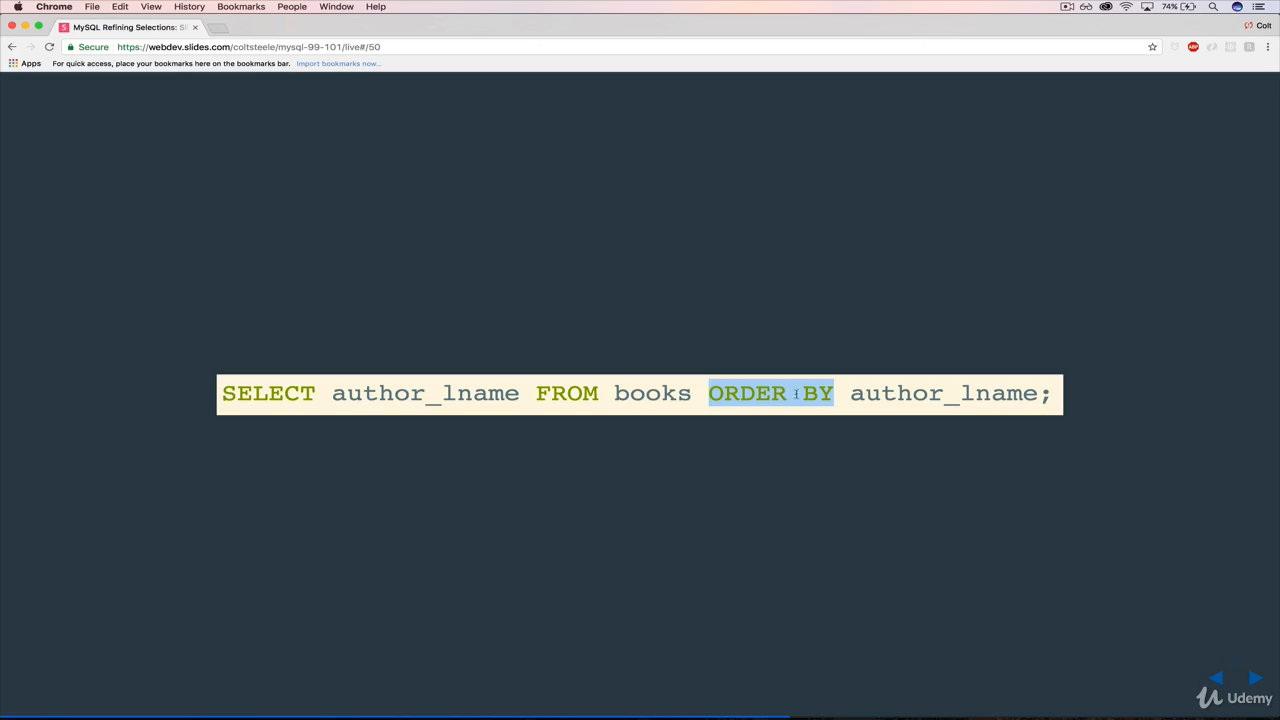 Chrome File Edit View History Bookmarks People Window Help 74%
MySQL Refining Selections: Sl Colt
Secure https://webdev.slides.com/coltsteele/mysql-99-101/live#/50 ABP
Apps For quick access, place your bookmarks here on the bookmarks bar. Import bookmarks now...
SELECT author_lname FROM books ORDER BY author_lname;
Udemy